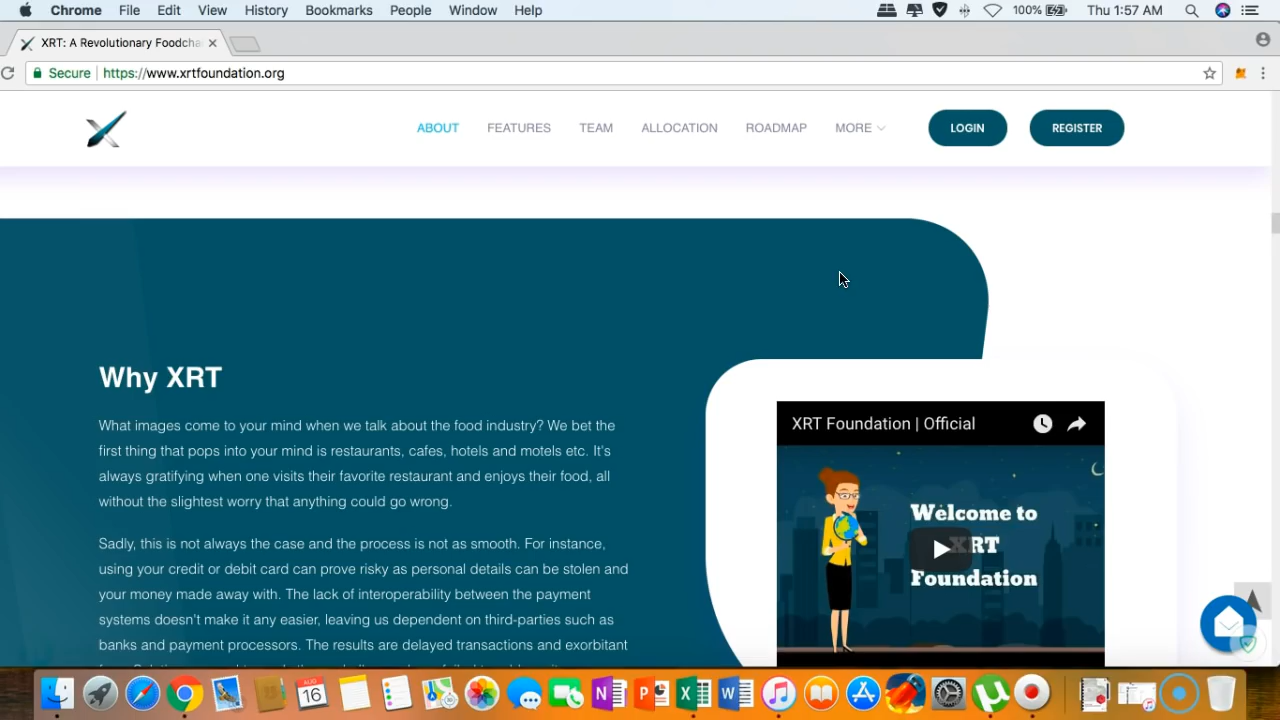 Chrome File Edit View History Bookmarks People Window Help 100% Thu 1:57 AM
XRT: A Revolutionary Foodcha
Secure https://www.xrtfoundation.org
ABOUT FEATURES TEAM ALLOCATION ROADMAP MORE LOGIN REGISTER
Why XRT
What images come to your mind when we talk about the food industry? We bet the
first thing that pops into your mind is restaurants, cafes, hotels and motels etc. It's
always gratifying when one visits their favorite restaurant and enjoys their food, all
without the slightest worry that anything could go wrong.
Sadly, this is not always the case and the process is not as smooth. For instance,
using your credit or debit card can prove risky as personal details can be stolen and
your money made away with. The lack of interoperability between the payment
systems doesn't make it any easier, leaving us dependent on third-parties such as
banks and payment processors. The results are delayed transactions and exorbitant
XRT Foundation | Official
Welcome to
XRT
Foundation
AUG
16